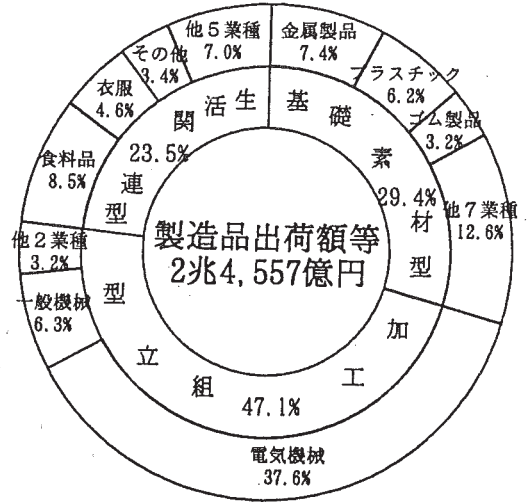 製造品出荷額等
2兆4,557億円
基礎素材型
29.4%
金属製品
7.4%
プラスチック
6.2%
ゴム製品
3.2%
他7業種
12.6%
加工組立型
47.1%
電気機械
37.6%
一般機械
6.3%
他2業種
3.2%
生活関連型
23.5%
食料品
8.5%
衣服
4.6%
その他
3.4%
他5業種
7.0%